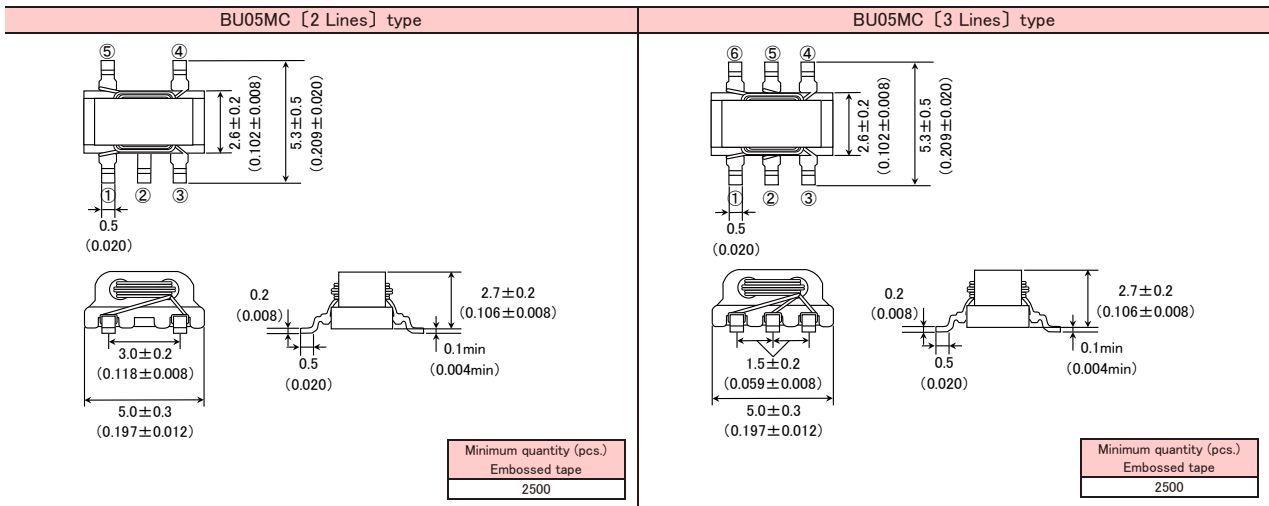 BU05MC〔2 Lines〕type
⑤ ④
2.6±0.2
(0.102±0.008)
5.3±0.5
(0.209±0.020)
① ② ③
0.5
(0.020)
0.2
(0.008)
2.7±0.2
(0.106±0.008)
3.0±0.2
(0.118±0.008)
0.5
(0.020)
0.1min
(0.004min)
5.0±0.3
(0.197±0.012)
Minimum quantity (pcs.)
Embossed tape
2500
BU05MC〔3 Lines〕type
⑥ ⑤ ④
2.6±0.2
(0.102±0.008)
5.3±0.5
(0.209±0.020)
① ② ③
0.5
(0.020)
0.2
(0.008)
2.7±0.2
(0.106±0.008)
1.5±0.2
(0.059±0.008)
0.5
(0.020)
0.1min
(0.004min)
5.0±0.3
(0.197±0.012)
Minimum quantity (pcs.)
Embossed tape
2500